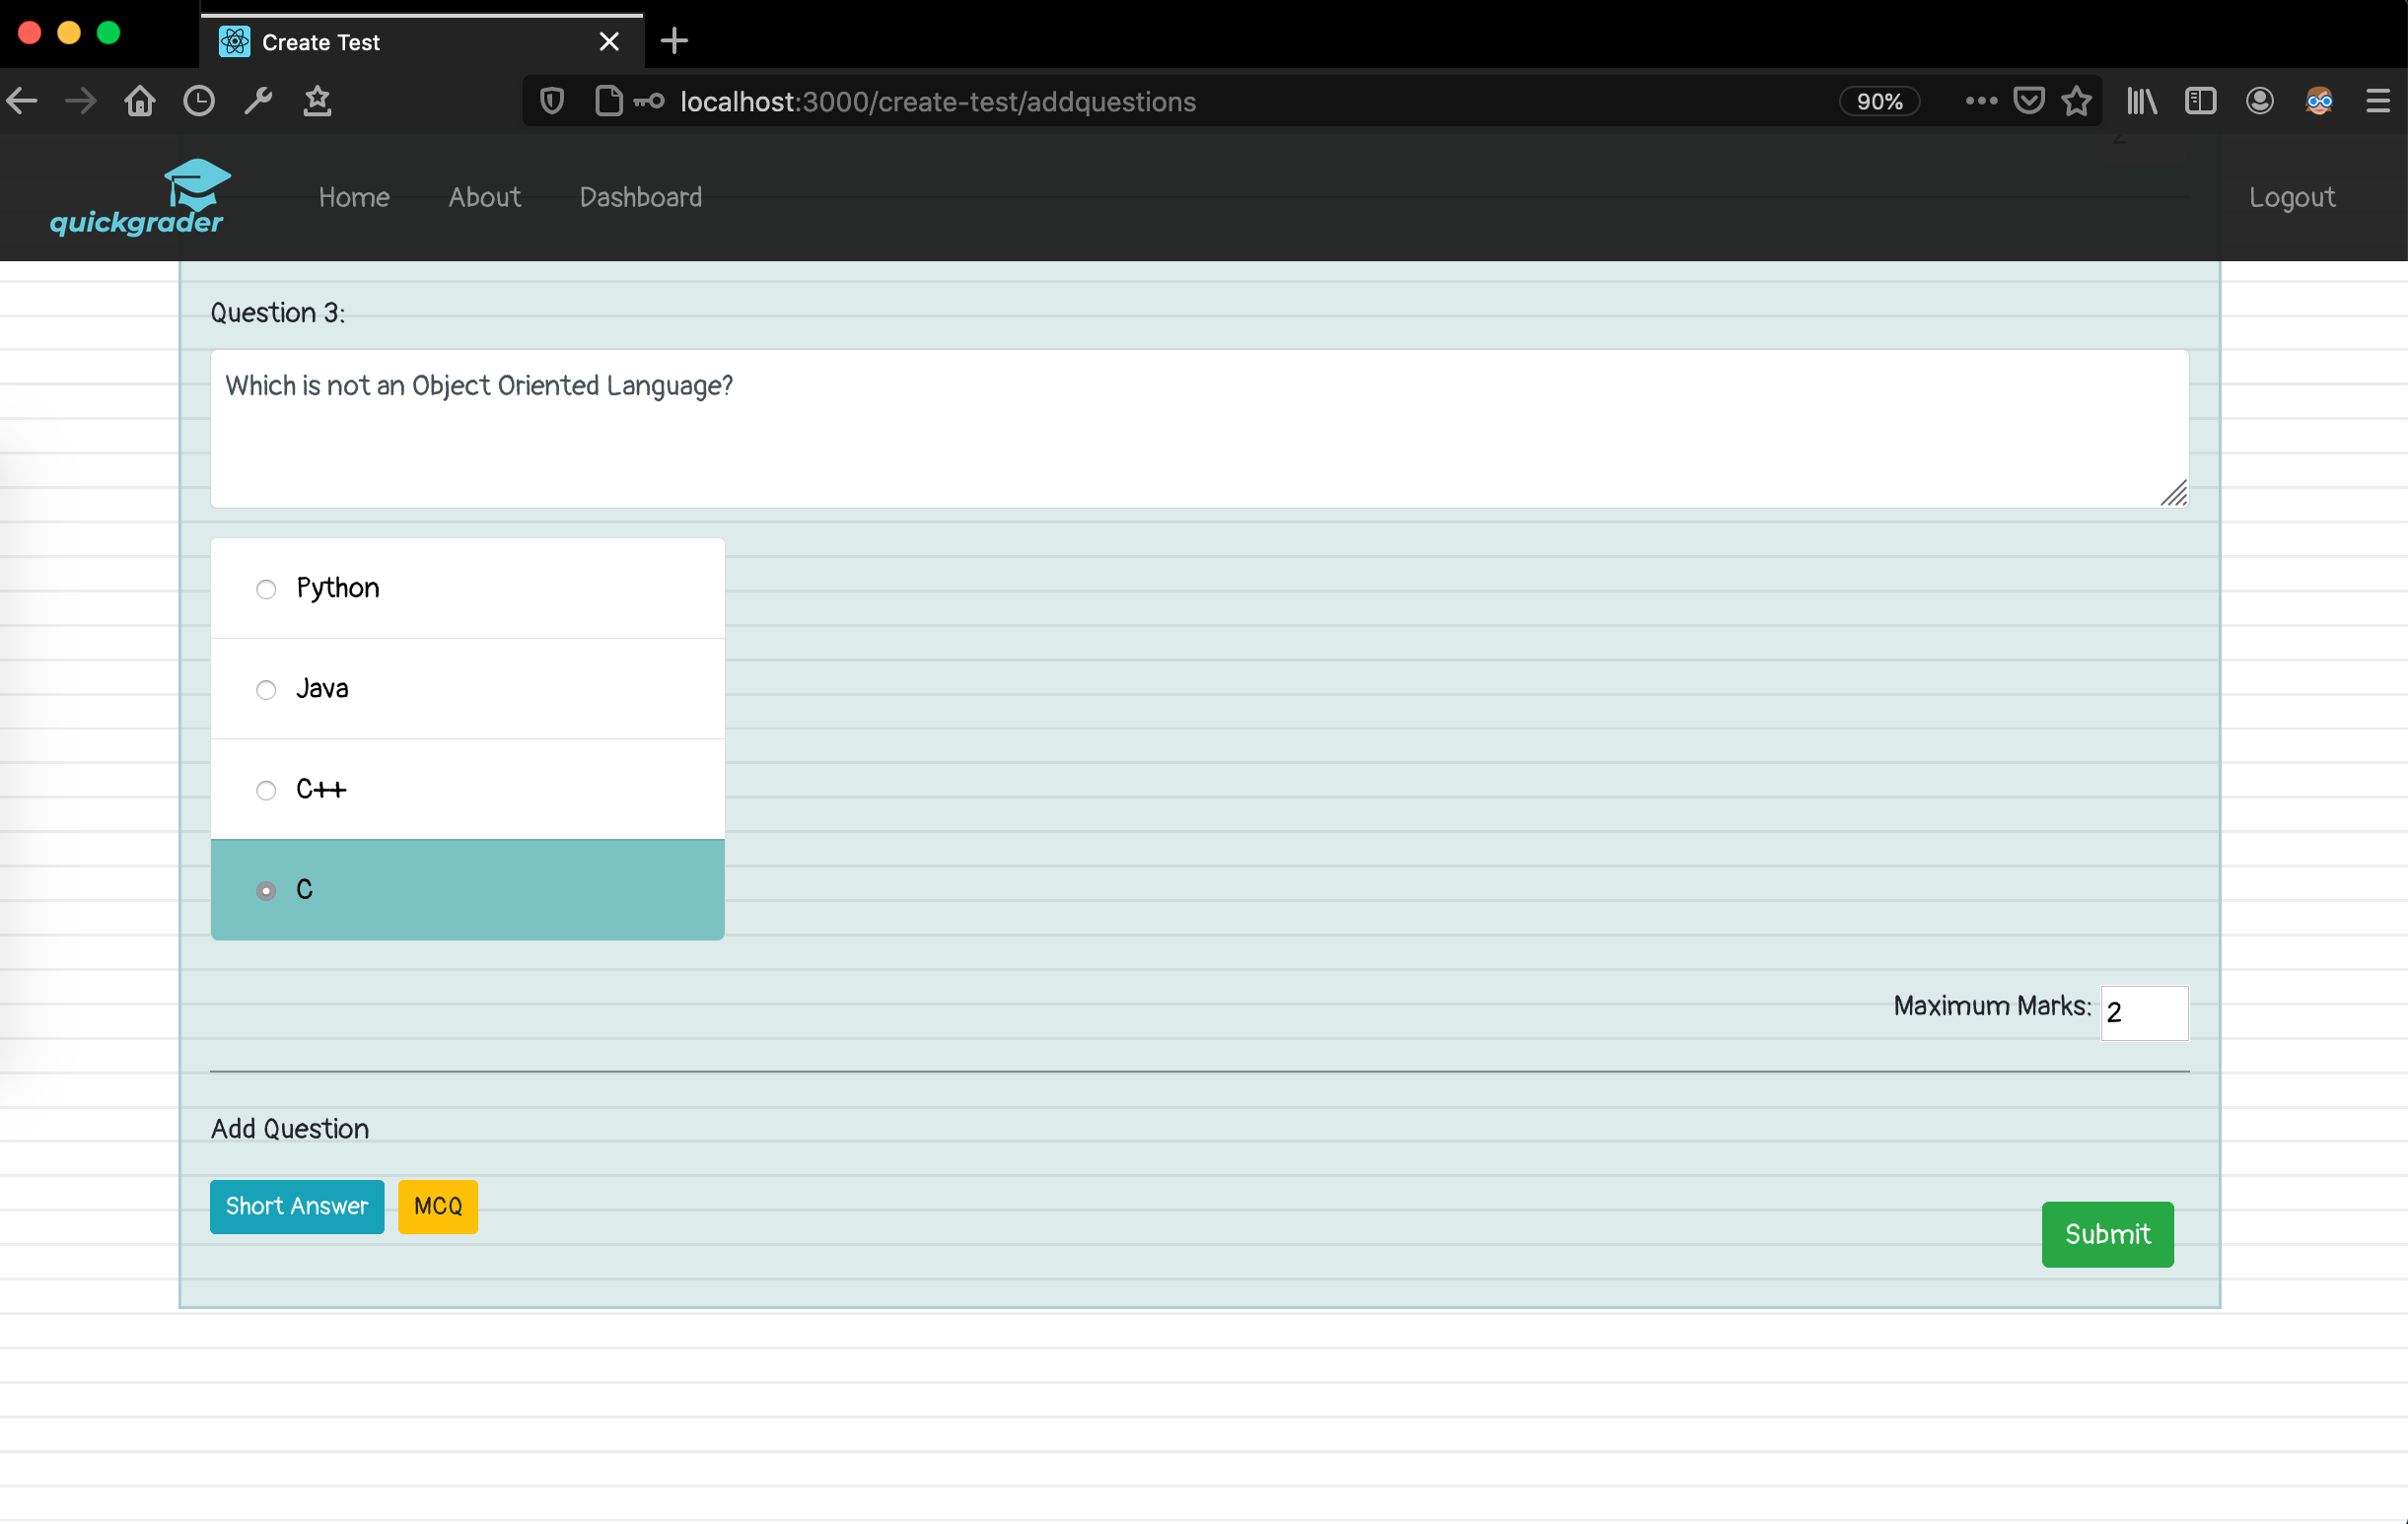 Create Test
localhost:3000/create-test/addquestions
90%
quickgrader
Home
About
Dashboard
Logout
Question 3:
Which is not an Object Oriented Language?
Python
Java
C++
C
Maximum Marks: 2
Add Question
Short Answer
MCQ
Submit